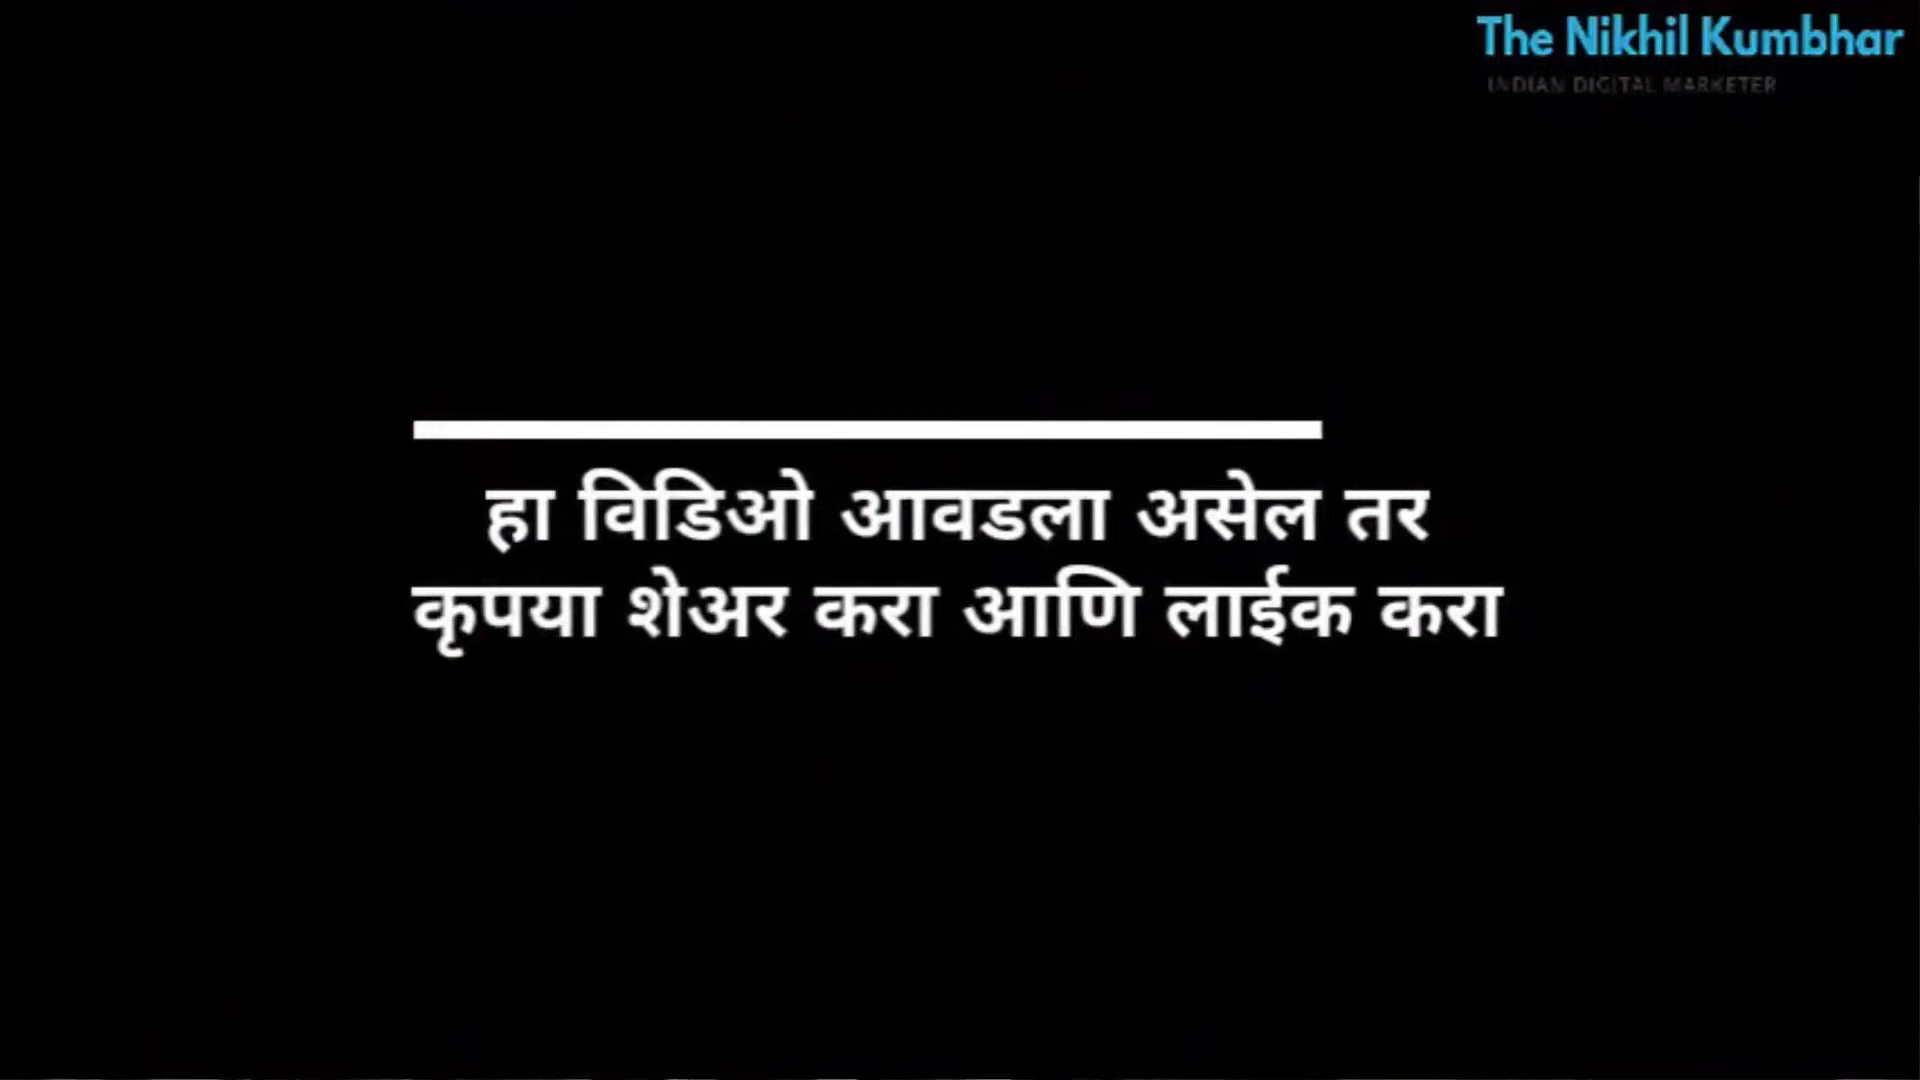 The Nikhil Kumbhar
INDIAN DIGITAL MARKETER
हा विडिओ आवडला असेल तर
कृपया शेअर करा आणि लाईक करा